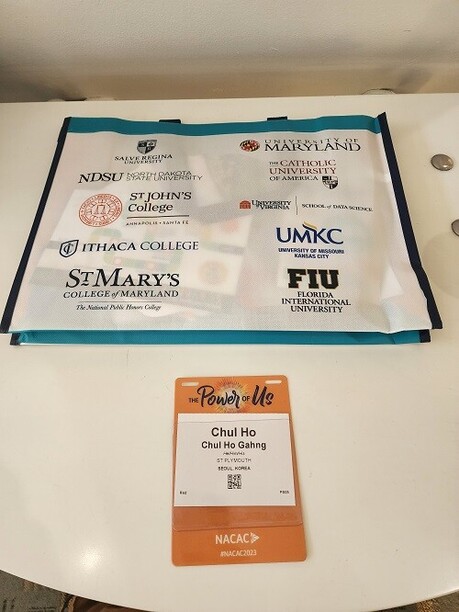 SALVE REGINA
UNIVERSITY
UNIVERSITY OF
MARYLAND
NDSU NORTH DAKOTA
STATE UNIVERSITY
THE CATHOLIC
UNIVERSITY
OF AMERICA
ST JOHN'S
College
ANNAPOLIS • SANTA FE
UNIVERSITY
of VIRGINIA
SCHOOL of DATA SCIENCE
ITHACA COLLEGE
UMKC
UNIVERSITY OF MISSOURI
KANSAS CITY
ST MARY'S
COLLEGE of MARYLAND
The National Public Honors College
FIU
FLORIDA
INTERNATIONAL
UNIVERSITY
THE Power OF Us
Chul Ho
Chul Ho Gahng
ST.PLYMOUTH
SEOUL, KOREA
NACAC
#NACAC2023